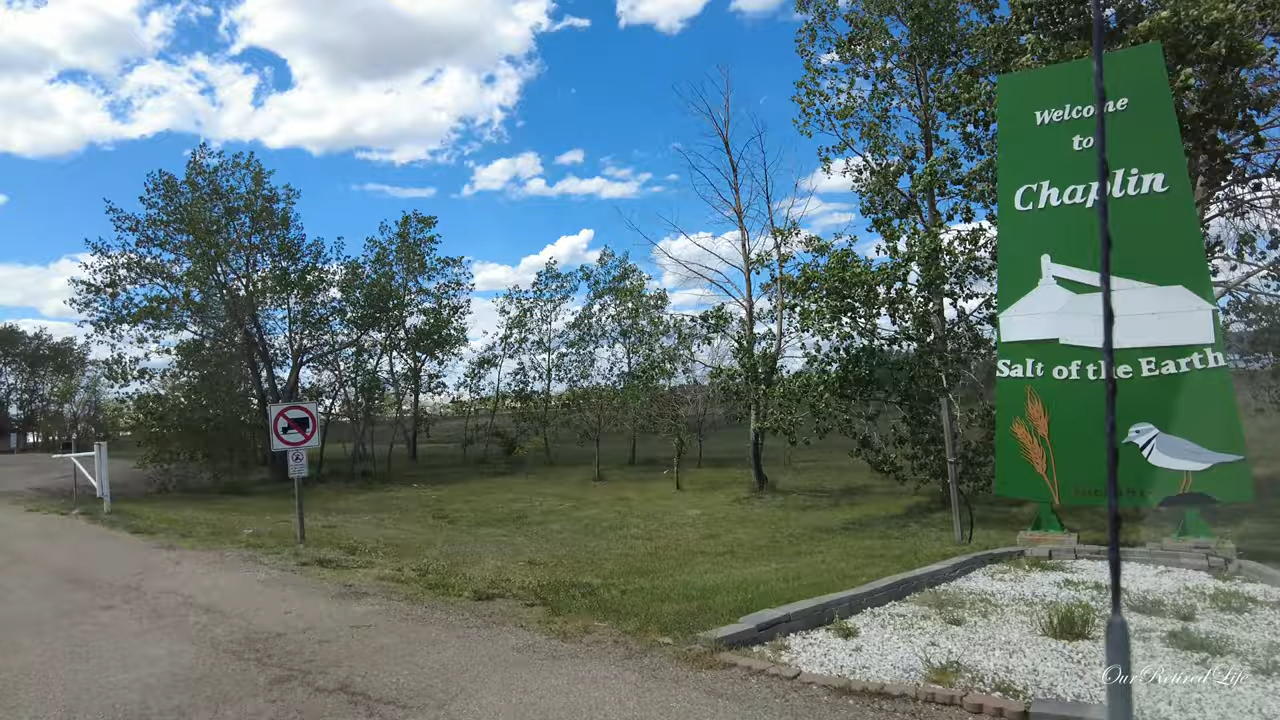 Welcome
to
Chaplin
Salt of the Earth
OurRetiredLife